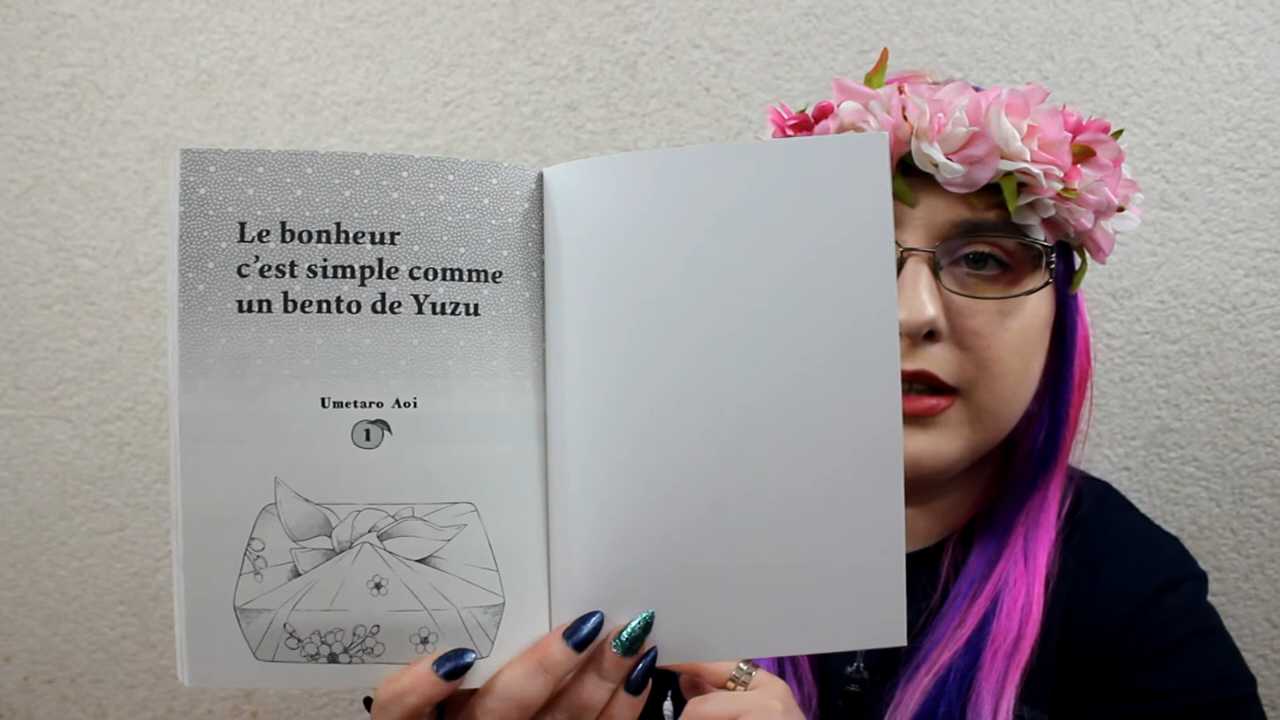 Le bonheur
c'est simple comme
un bento de Yuzu
Umetaro Aoi
1